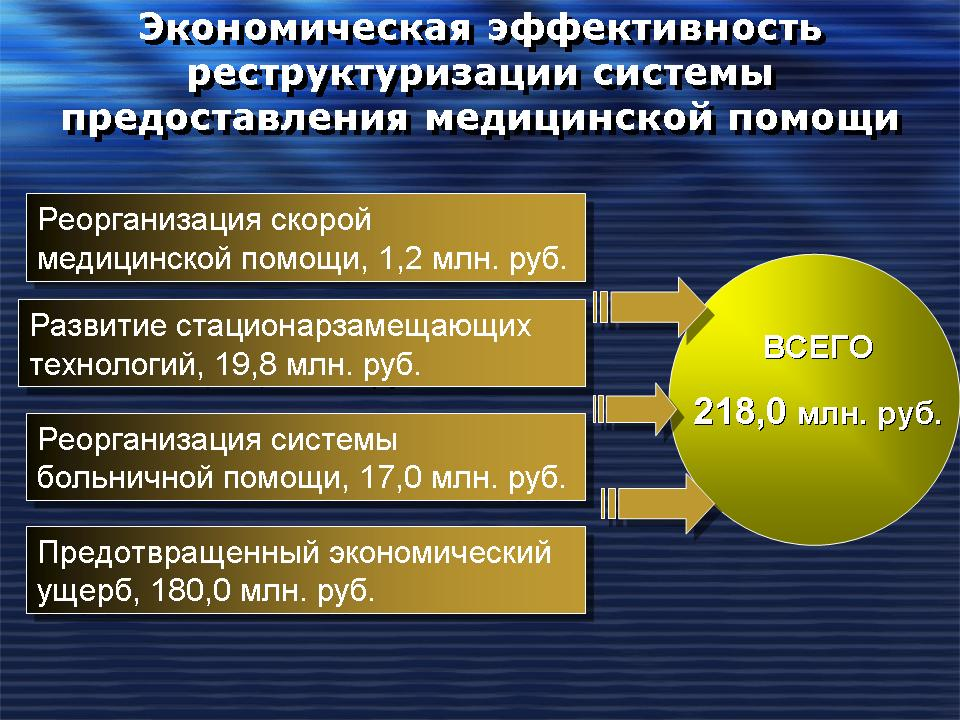 Экономическая эффективность
реструктуризации системы
предоставления медицинской помощи
Реорганизация скорой
медицинской помощи, 1,2 млн. руб.
Развитие стационарзамещающих
технологий, 19,8 млн. руб.
Реорганизация системы
больничной помощи, 17,0 млн. руб.
Предотвращенный экономический
ущерб, 180,0 млн. руб.
ВСЕГО
218,0 млн. руб.